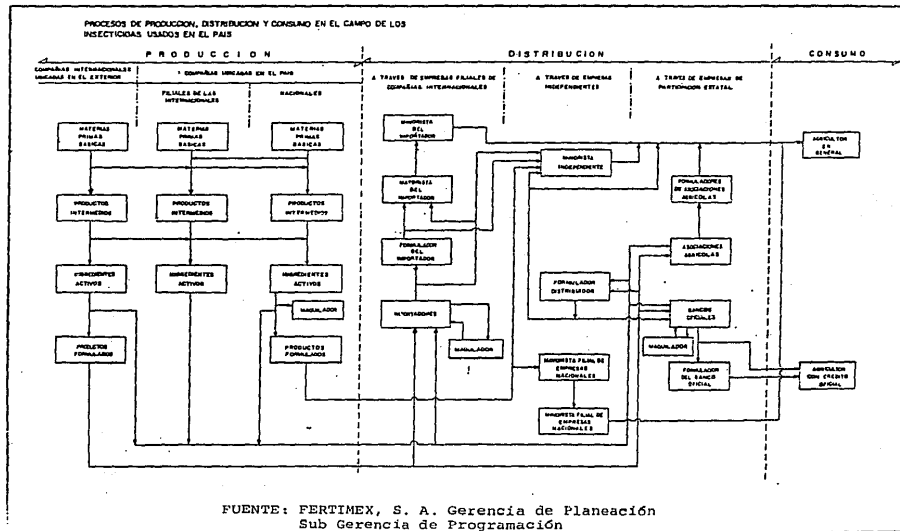 PROCESOS DE PRODUCCION, DISTRIBUCION Y CONSUMO EN EL CAMPO DE LOS
INSECTICIDAS USADOS EN EL PAIS
PRODUCCION
DISTRIBUCION
CONSUMO
COMPAÑIAS INTERNACIONALES
UBICADAS EN EL EXTERIOR
COMPAÑIAS UBICADAS EN EL PAIS
FILIALES DE LAS
INTERNACIONALES
NACIONALES
A TRAVES DE EMPRESAS FILIALES DE
COMPAÑIAS INTERNACIONALES
A TRAVES DE EMPRESAS
INDEPENDIENTES
A TRAVES DE EMPRESAS DE
PARTICIPACION ESTATAL
MATERIAS
PRIMAS
BASICAS
MATERIAS
PRIMAS
BASICAS
MATERIAS
PRIMAS
BASICAS
PRODUCTOS
INTERMEDIOS
PRODUCTOS
INTERMEDIOS
PRODUCTOS
INTERMEDIOS
INGREDIENTES
ACTIVOS
INGREDIENTES
ACTIVOS
INGREDIENTES
ACTIVOS
MAQUILADOR
PRODUCTOS
FORMULADOS
PRODUCTOS
FORMULADOS
MINORISTA
DEL
IMPORTADOR
MAYORISTA
DEL
IMPORTADOR
FORMULADOR
DEL
IMPORTADOR
IMPORTADORES
MAQUILADOR
MINORISTA
INDEPENDIENTE
FORMULADOR
DISTRIBUIDOR
MAYORISTA FILIAL DE
EMPRESAS
NACIONALES
MINORISTA FILIAL DE
EMPRESAS
NACIONALES
FORMULADORES
DE ASOCIACIONES
AGRICOLAS
ASOCIACIONES
AGRICOLAS
BANCOS
OFICIALES
MAQUILADOR
FORMULADOR
DEL BANCO
OFICIAL
AGRICULTOR
EN
GENERAL
AGRICULTOR
CON CREDITO
OFICIAL
FUENTE: FERTIMEX, S. A. Gerencia de Planeación
Sub Gerencia de Programación